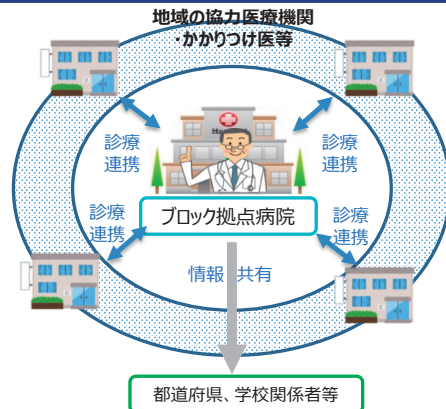 地域の協力医療機関
・かかりつけ医等
診療
連携
診療
連携
診療
連携
ブロック拠点病院
診療
連携
情報 共有
都道府県、学校関係者等